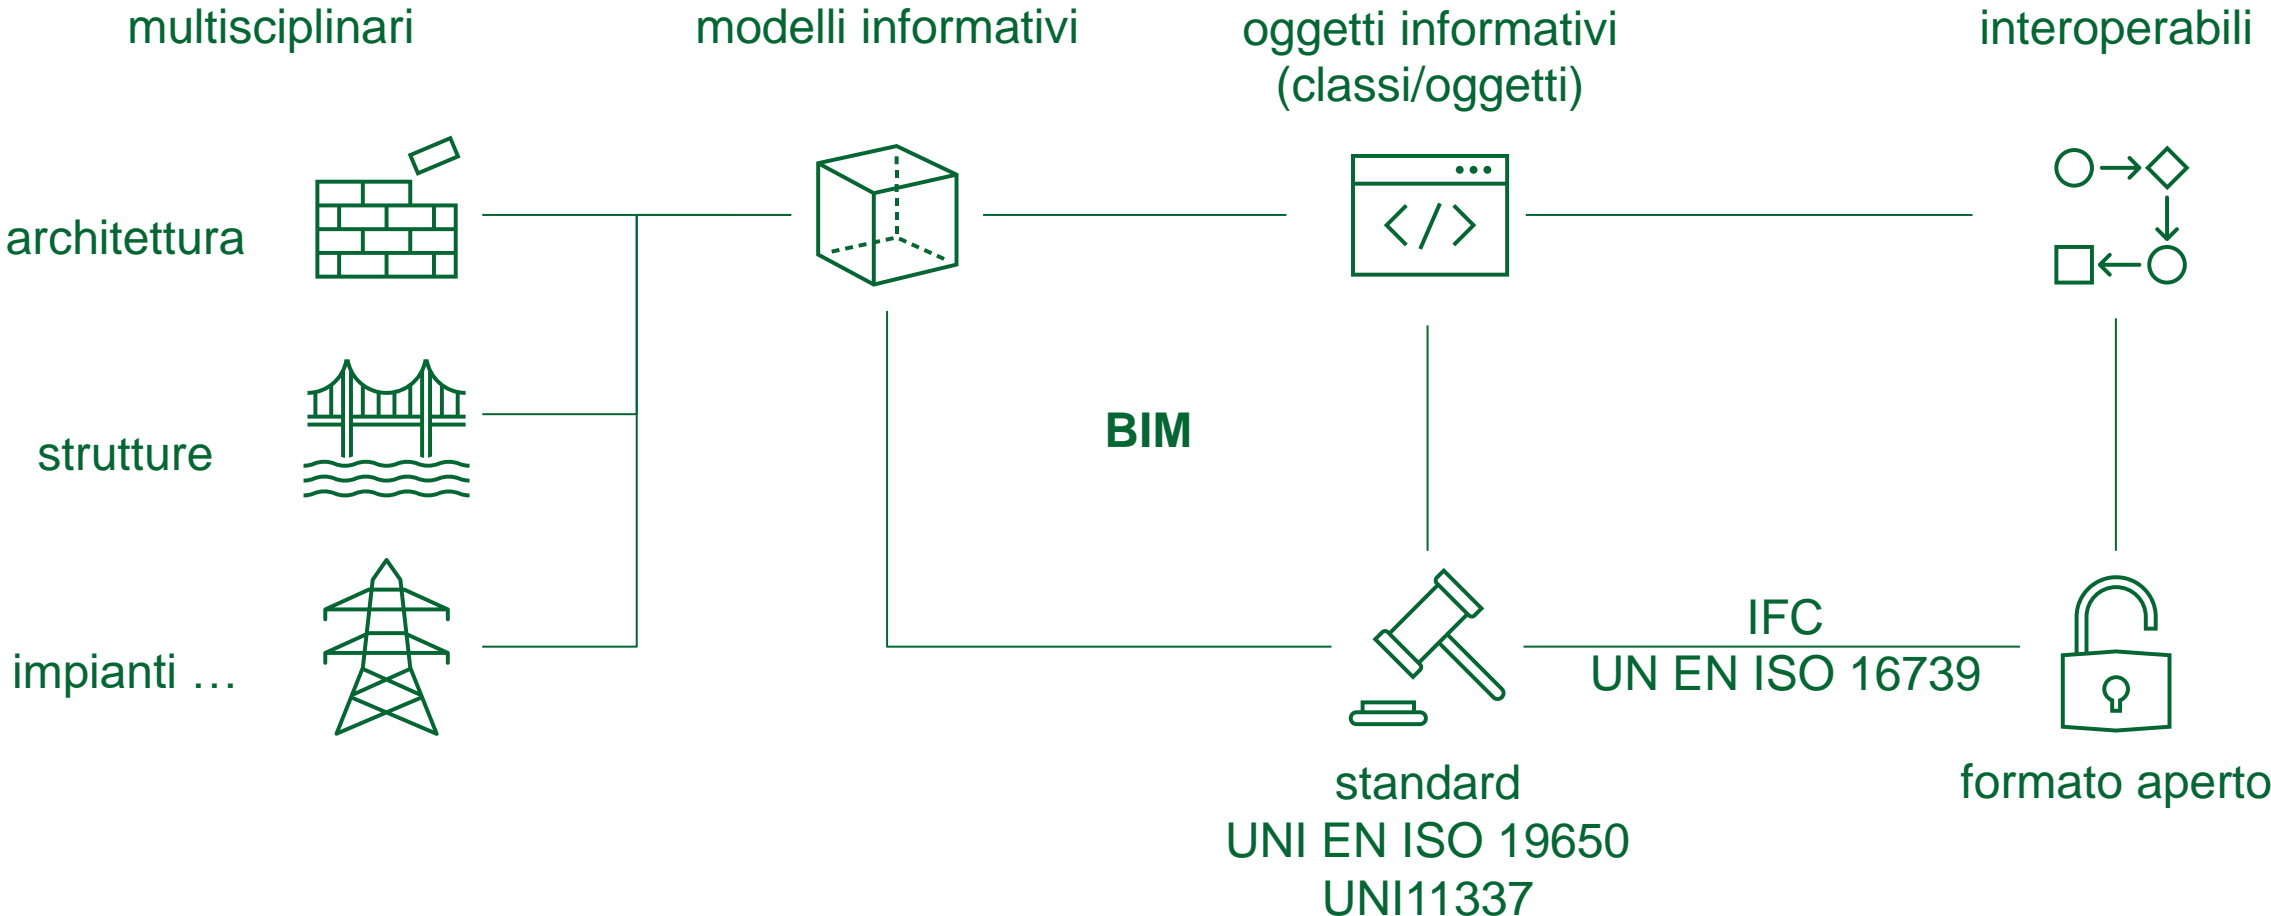 multisciplinari
modelli informativi
oggetti informativi
(classi/oggetti)
interoperabili
architettura
strutture
BIM
impianti …
IFC
UN EN ISO 16739
standard
UNI EN ISO 19650
UNI11337
formato aperto